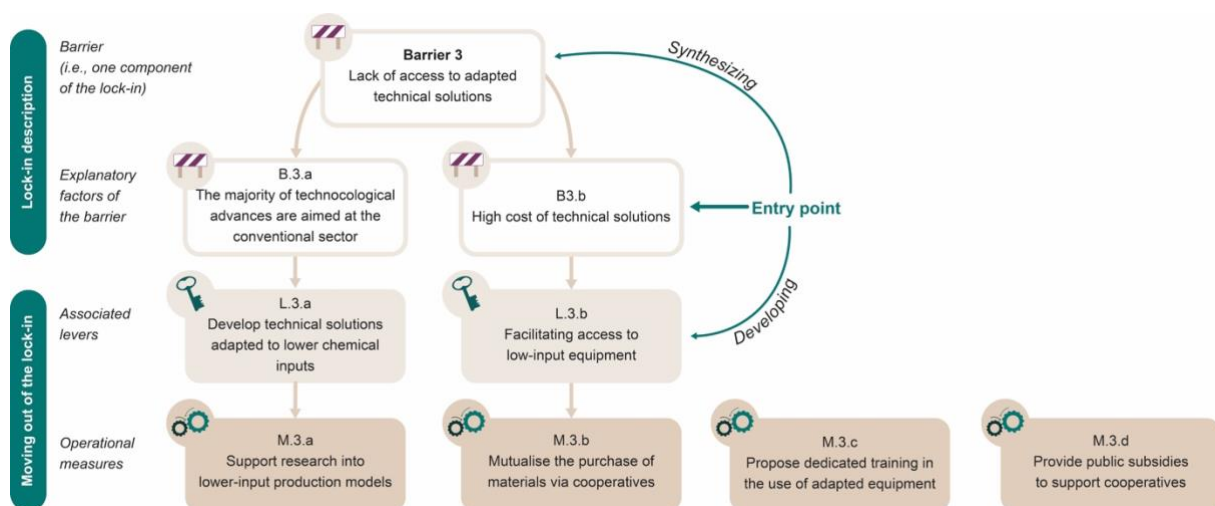 Lock-in description
Barrier
(i.e., one component
of the lock-in)
Barrier 3
Lack of access to adapted
technical solutions
Synthesizing
Explanatory
factors of
the barrier
B.3.a
The majority of technocological
advances are aimed at the
conventional sector
B3.b
High cost of technical solutions
Entry point
Moving out of the lock-in
Associated
levers
L.3.a
Develop technical solutions
adapted to lower chemical
inputs
L.3.b
Facilitating access to
low-input equipment
Developing
Operational
measures
M.3.a
Support research into
lower-input production models
M.3.b
Mutualise the purchase of
materials via cooperatives
M.3.c
Propose dedicated training in
the use of adapted equipment
M.3.d
Provide public subsidies
to support cooperatives